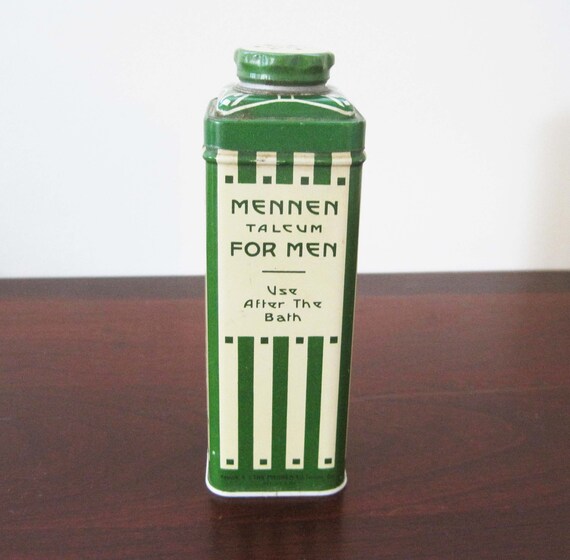 MENNEN
TALCUM
FOR MEN
Use
After The
Bath